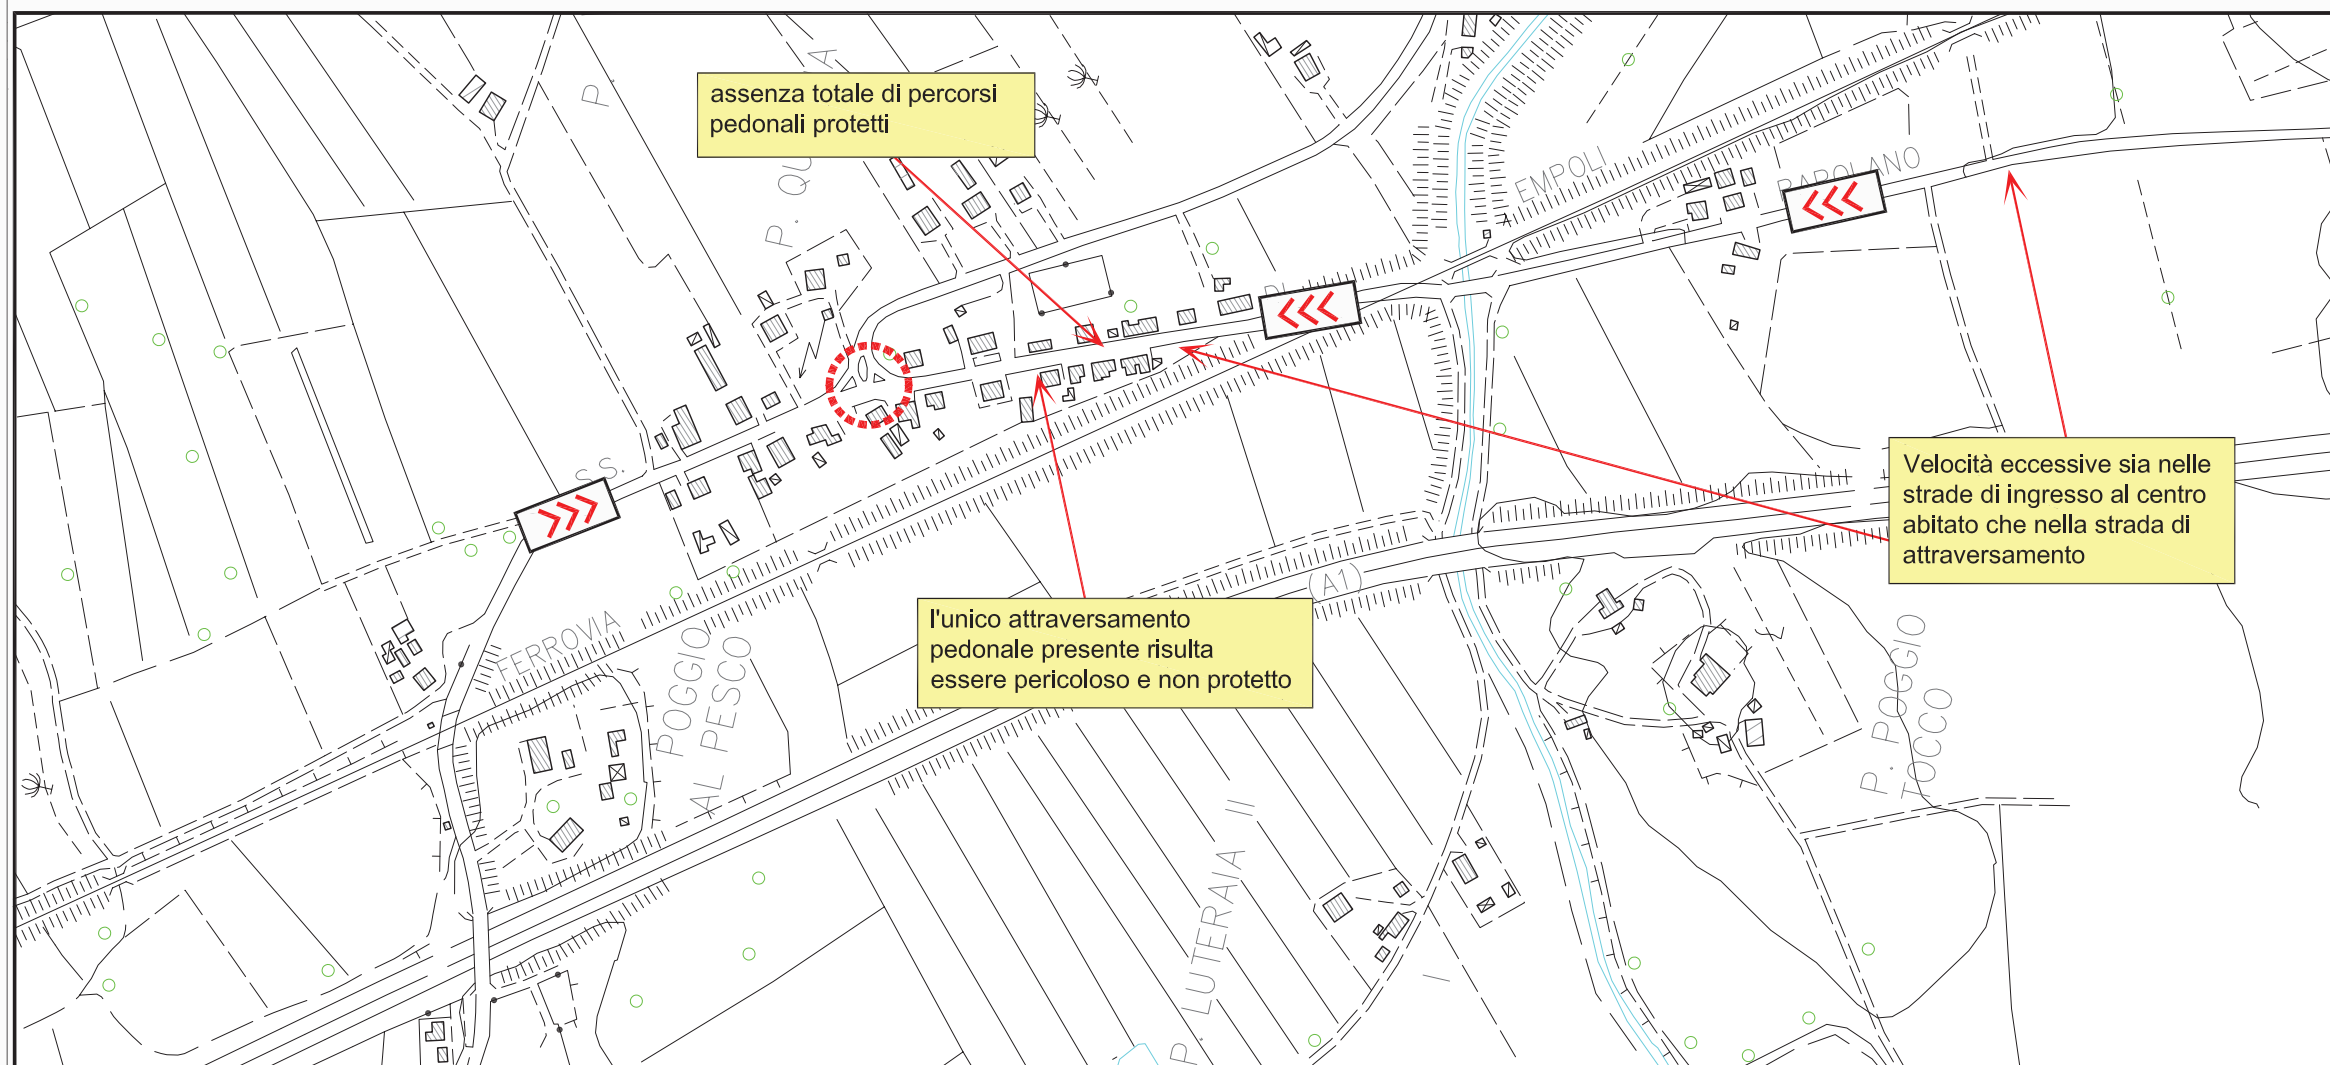 assenza totale di percorsi
pedonali protetti
P.
P.
EMPOLI
S.S.
Velocità eccessive sia nelle
strade di ingresso al centro
abitato che nella strada di
attraversamento
(A1)
l'unico attraversamento
pedonale presente risulta
essere pericoloso e non protetto
FERROVIA
POGGIO
AL PESCO
P. POGGIO
TOCCO
P. LUTERAIA II